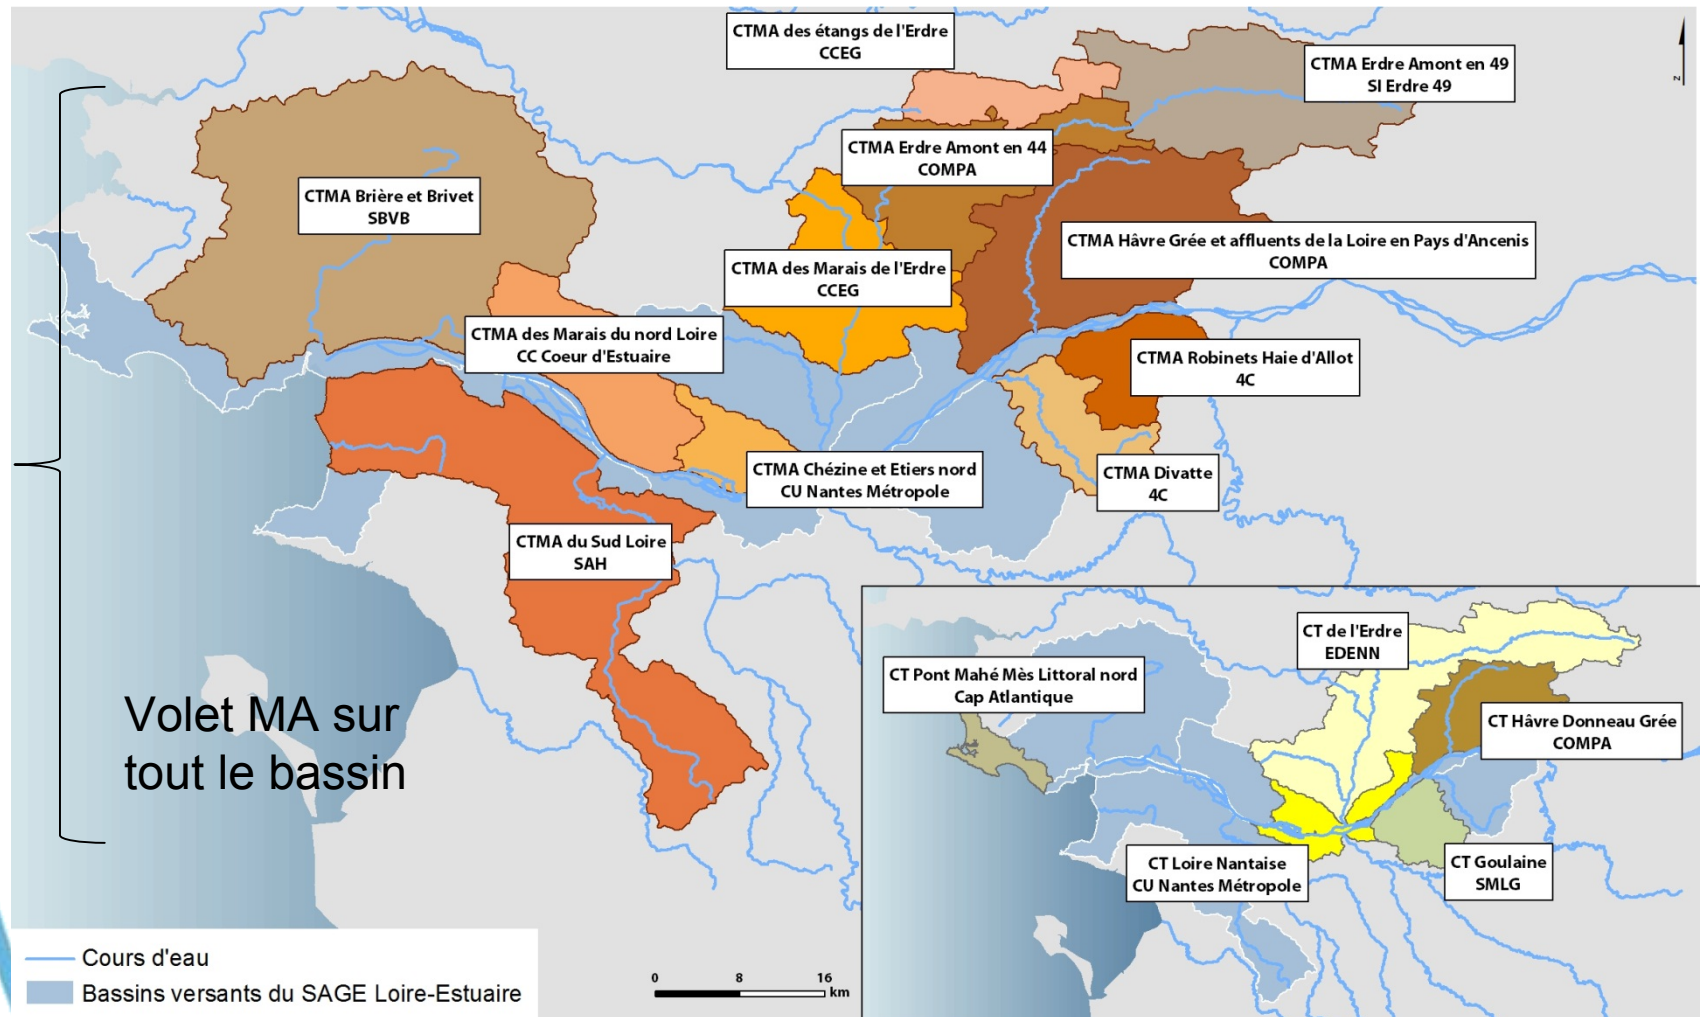 CTMA des étangs de l'Erdre
CCEG
CTMA Erdre Amont en 49
SI Erdre 49
z
CTMA Erdre Amont en 44
COMPA
CTMA Brière et Brivet
SBVB
CTMA Hâvre Grée et affluents de la Loire en Pays d'Ancenis
COMPA
CTMA des Marais de l'Erdre
CCEG
CTMA des Marais du nord Loire
CC Coeur d'Estuaire
CTMA Robinets Haie d'Allot
4C
CTMA Chézine et Etiers nord
CU Nantes Métropole
CTMA Divatte
4C
CTMA du Sud Loire
SAH
Volet MA sur
tout le bassin
CT de l'Erdre
EDENN
CT Pont Mahé Mès Littoral nord
Cap Atlantique
CT Hâvre Donneau Grée
COMPA
CT Loire Nantaise
CU Nantes Métropole
CT Goulaine
SMLG
Cours d'eau
Bassins versants du SAGE Loire-Estuaire
0 8 16
km